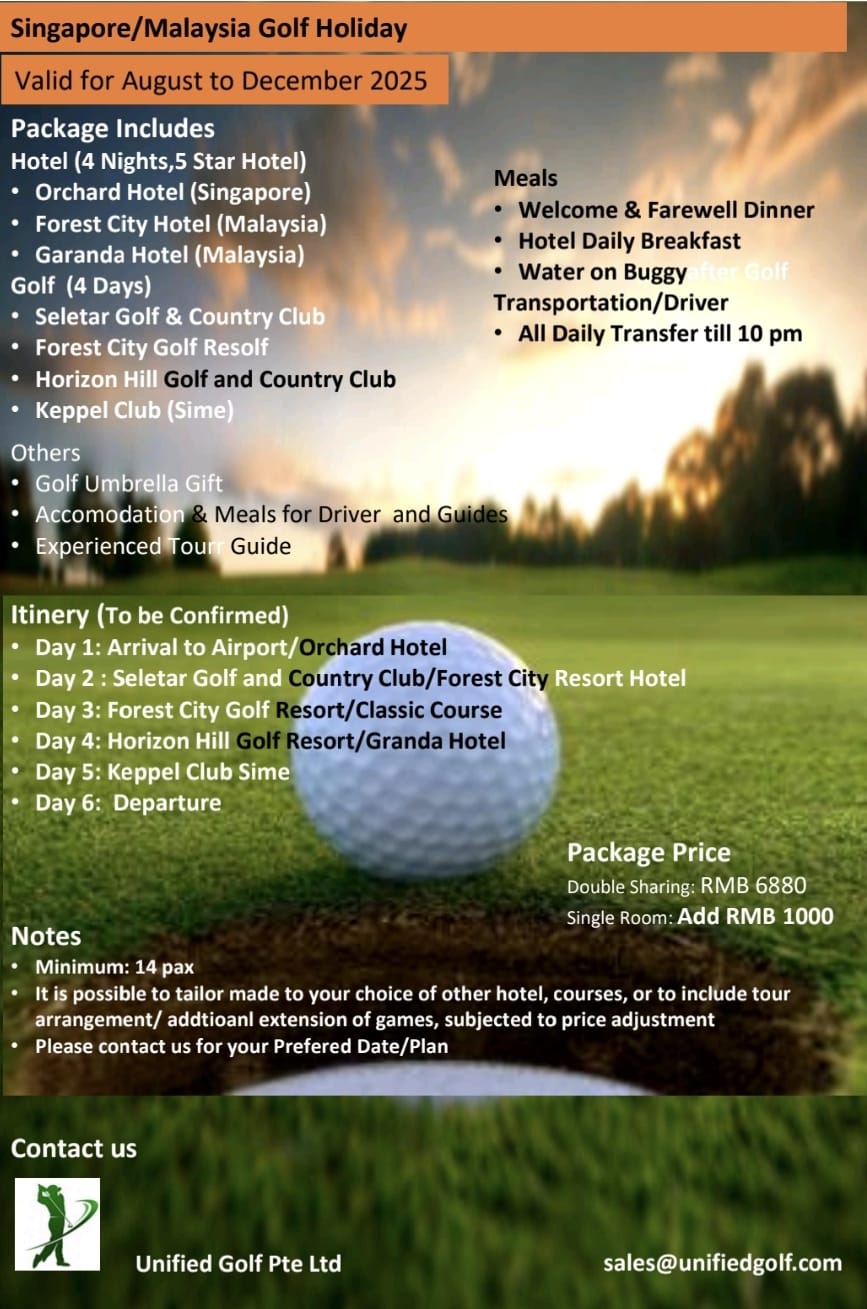 Singapore/Malaysia Golf Holiday
Valid for August to December 2025
Package Includes
Hotel (4 Nights,5 Star Hotel)
• Orchard Hotel (Singapore)
• Forest City Hotel (Malaysia)
• Garanda Hotel (Malaysia)
Golf (4 Days)
• Seletar Golf & Country Club
• Forest City Golf Resolf
• Horizon Hill Golf and Country Club
• Keppel Club (Sime)
Others
• Golf Umbrella Gift
• Accomodation & Meals for Driver and Guides
• Experienced Tourr Guide
Meals
• Welcome & Farewell Dinner
• Hotel Daily Breakfast
• Water on Buggy after Golf
Transportation/Driver
• All Daily Transfer till 10 pm
Itinery (To be Confirmed)
• Day 1: Arrival to Airport/Orchard Hotel
• Day 2 : Seletar Golf and Country Club/Forest City Resort Hotel
• Day 3: Forest City Golf Resort/Classic Course
• Day 4: Horizon Hill Golf Resort/Granda Hotel
• Day 5: Keppel Club Sime
• Day 6: Departure
Package Price
Double Sharing: RMB 6880
Single Room: Add RMB 1000
Notes
• Minimum: 14 pax
• It is possible to tailor made to your choice of other hotel, courses, or to include tour
arrangement/ addtioanl extension of games, subjected to price adjustment
• Please contact us for your Prefered Date/Plan
Contact us
Unified Golf Pte Ltd
sales@unifiedgolf.com